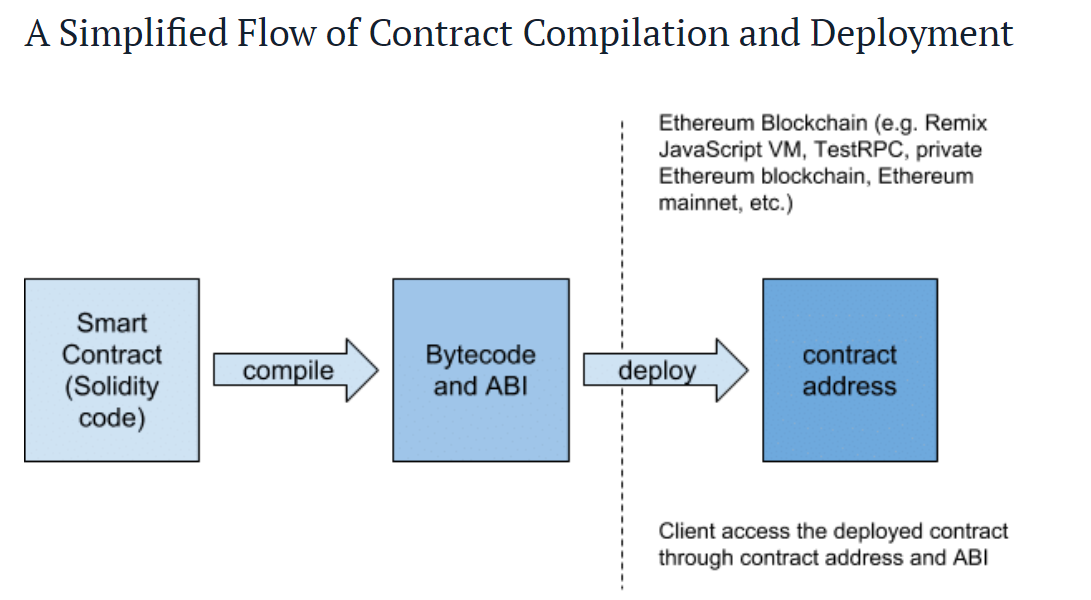 A Simplified Flow of Contract Compilation and Deployment
Ethereum Blockchain (e.g. Remix
JavaScript VM, TestRPC, private
Ethereum blockchain, Ethereum
mainnet, etc.)
Smart
Contract
(Solidity
code)
compile
Bytecode
and ABI
deploy
contract
address
Client access the deployed contract
through contract address and ABI